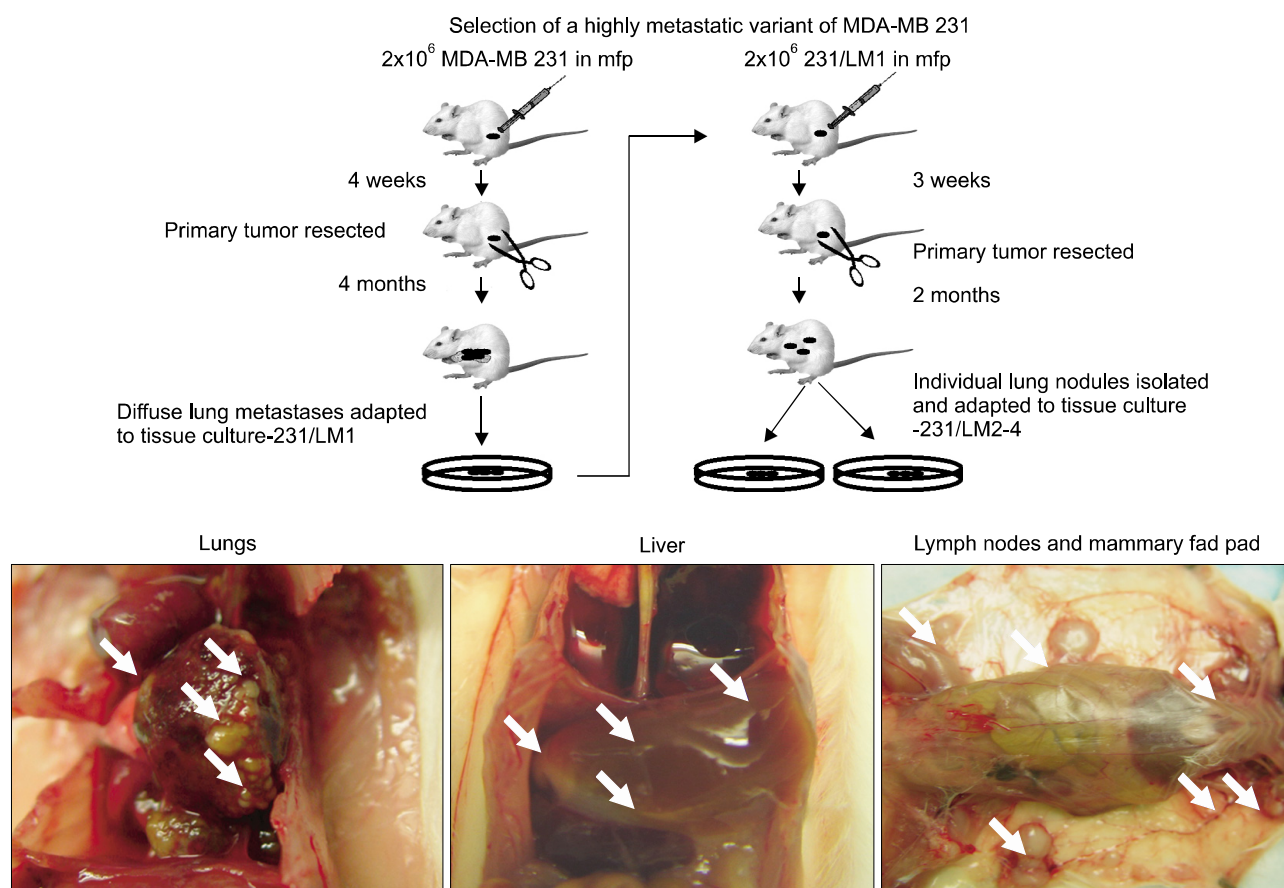 Selection of a highly metastatic variant of MDA-MB 231
2x10⁶ MDA-MB 231 in mfp
4 weeks
Primary tumor resected
4 months
Diffuse lung metastases adapted
to tissue culture-231/LM1
2x10⁶ 231/LM1 in mfp
3 weeks
Primary tumor resected
2 months
Individual lung nodules isolated
and adapted to tissue culture
-231/LM2-4
Lungs
Liver
Lymph nodes and mammary fad pad